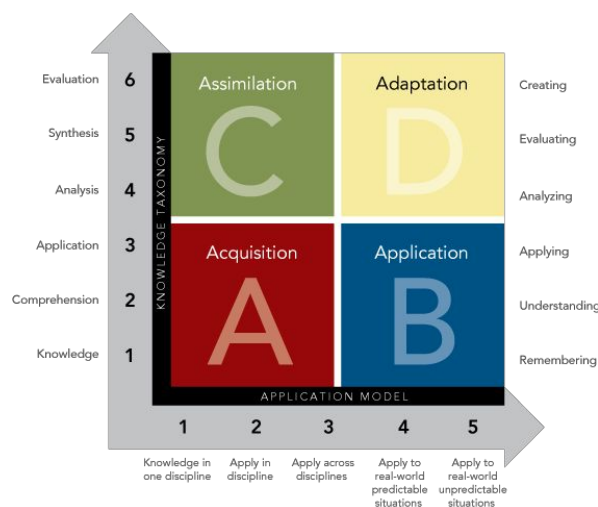 Evaluation 6 Assimilation Adaptation Creating
C D
Synthesis 5 Evaluating
Analysis 4 Analyzing
KNOWLEDGE TAXONOMY
Application 3 Acquisition Application Applying
A B
Comprehension 2 Understanding
Knowledge 1 Remembering
APPLICATION MODEL
1 2 3 4 5
Knowledge in one discipline
Apply in discipline
Apply across disciplines
Apply to real-world predictable situations
Apply to real-world unpredictable situations